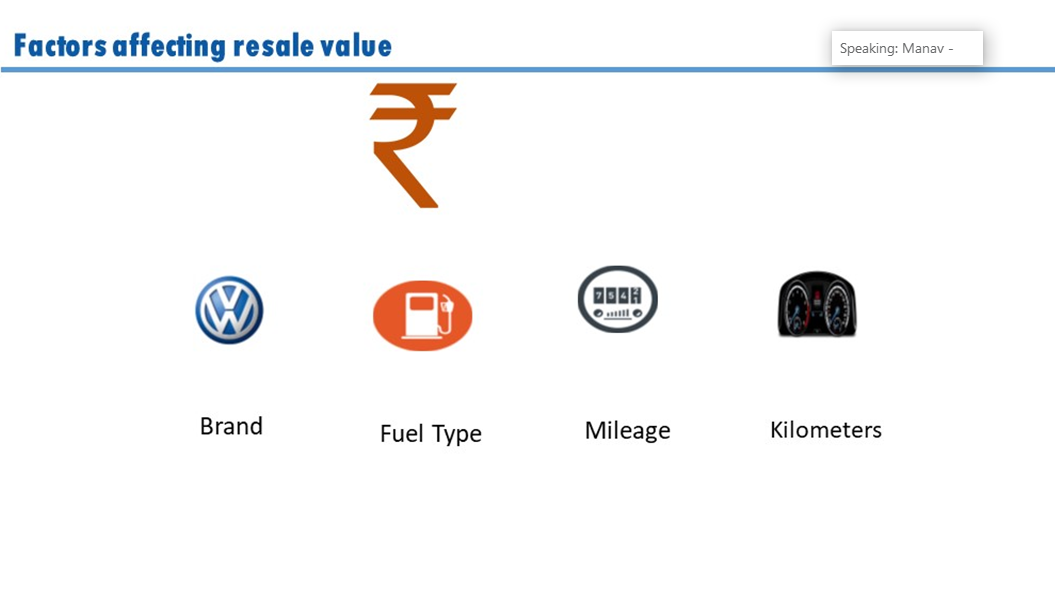 Factors affecting resale value
Speaking: Manav -
₹
Brand
Fuel Type
Mileage
Kilometers